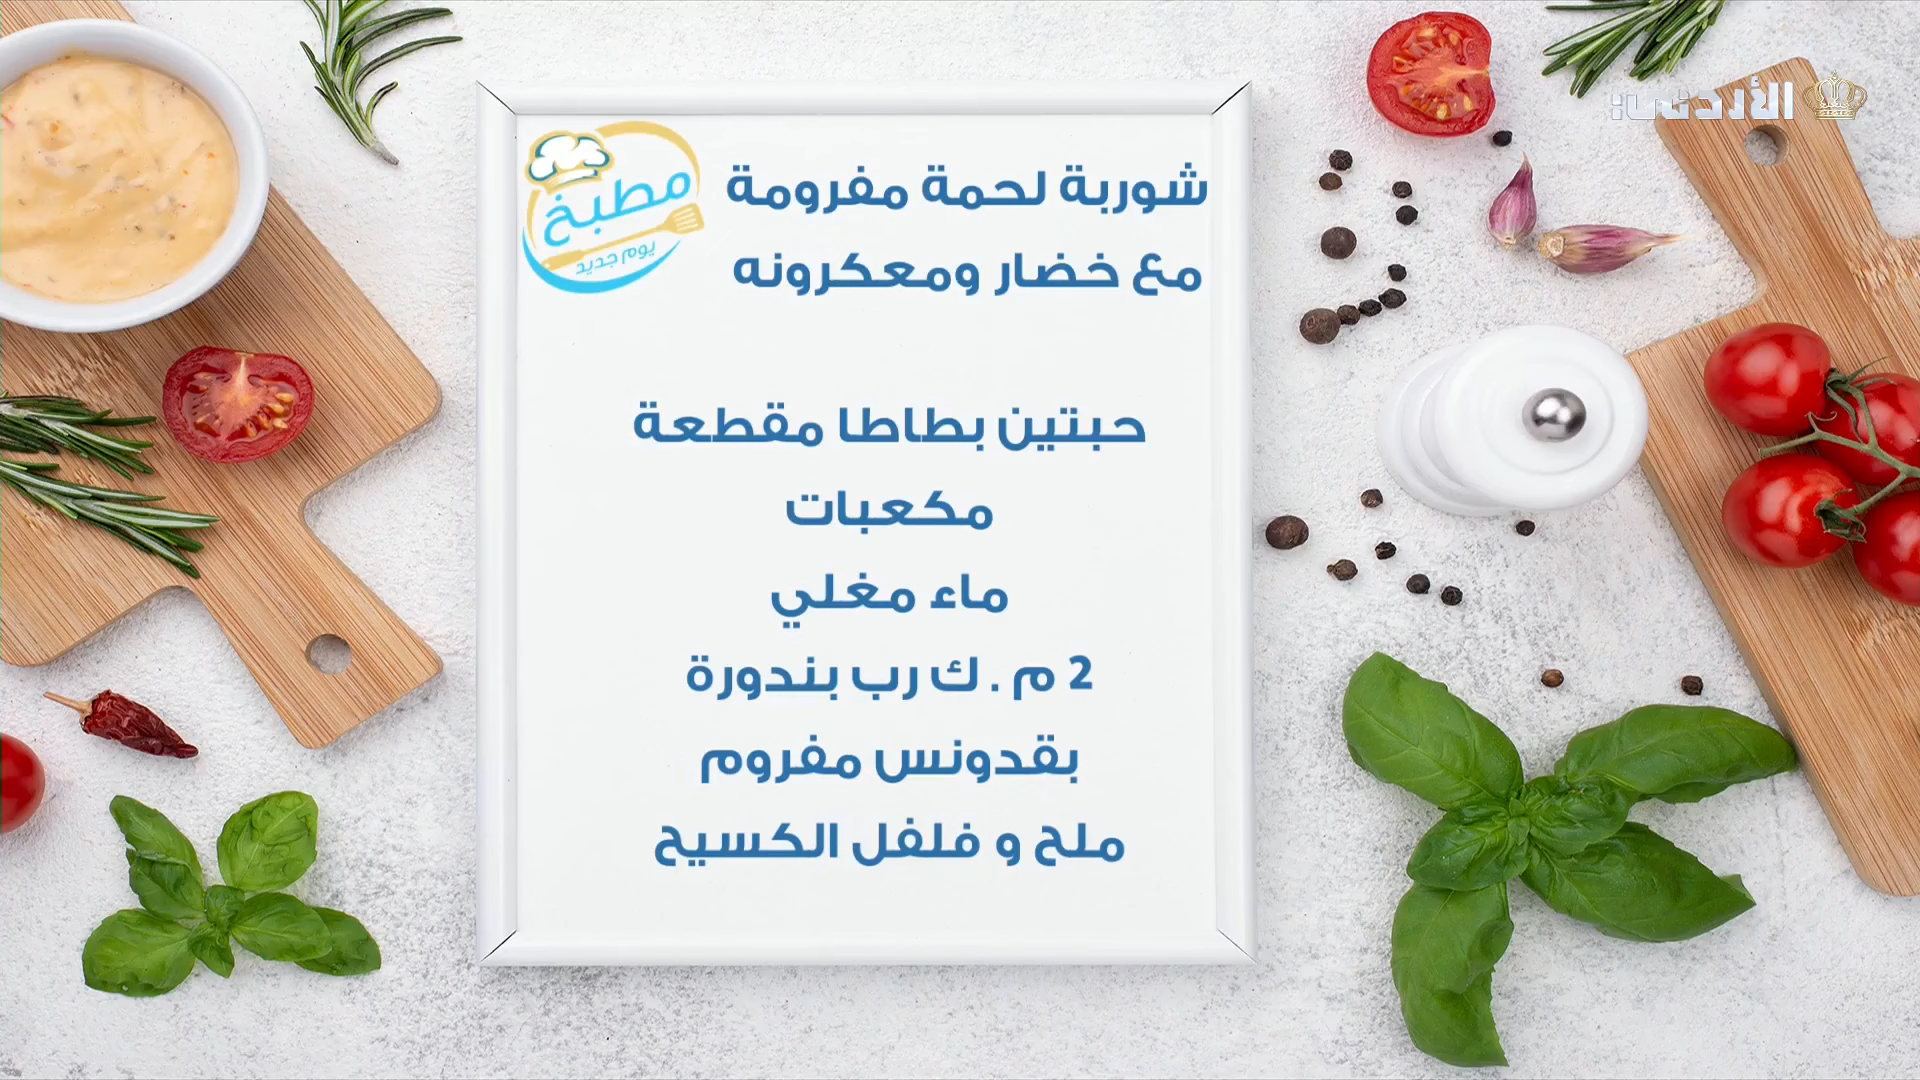 الأردني
مطبخ
يوم جديد
شوربة لحمة مفرومة
مع خضار ومعكرونه
حبتين بطاطا مقطعة
مكعبات
ماء مغلي
2 م . ك رب بندورة
بقدونس مفروم
ملح و فلفل الكسيح